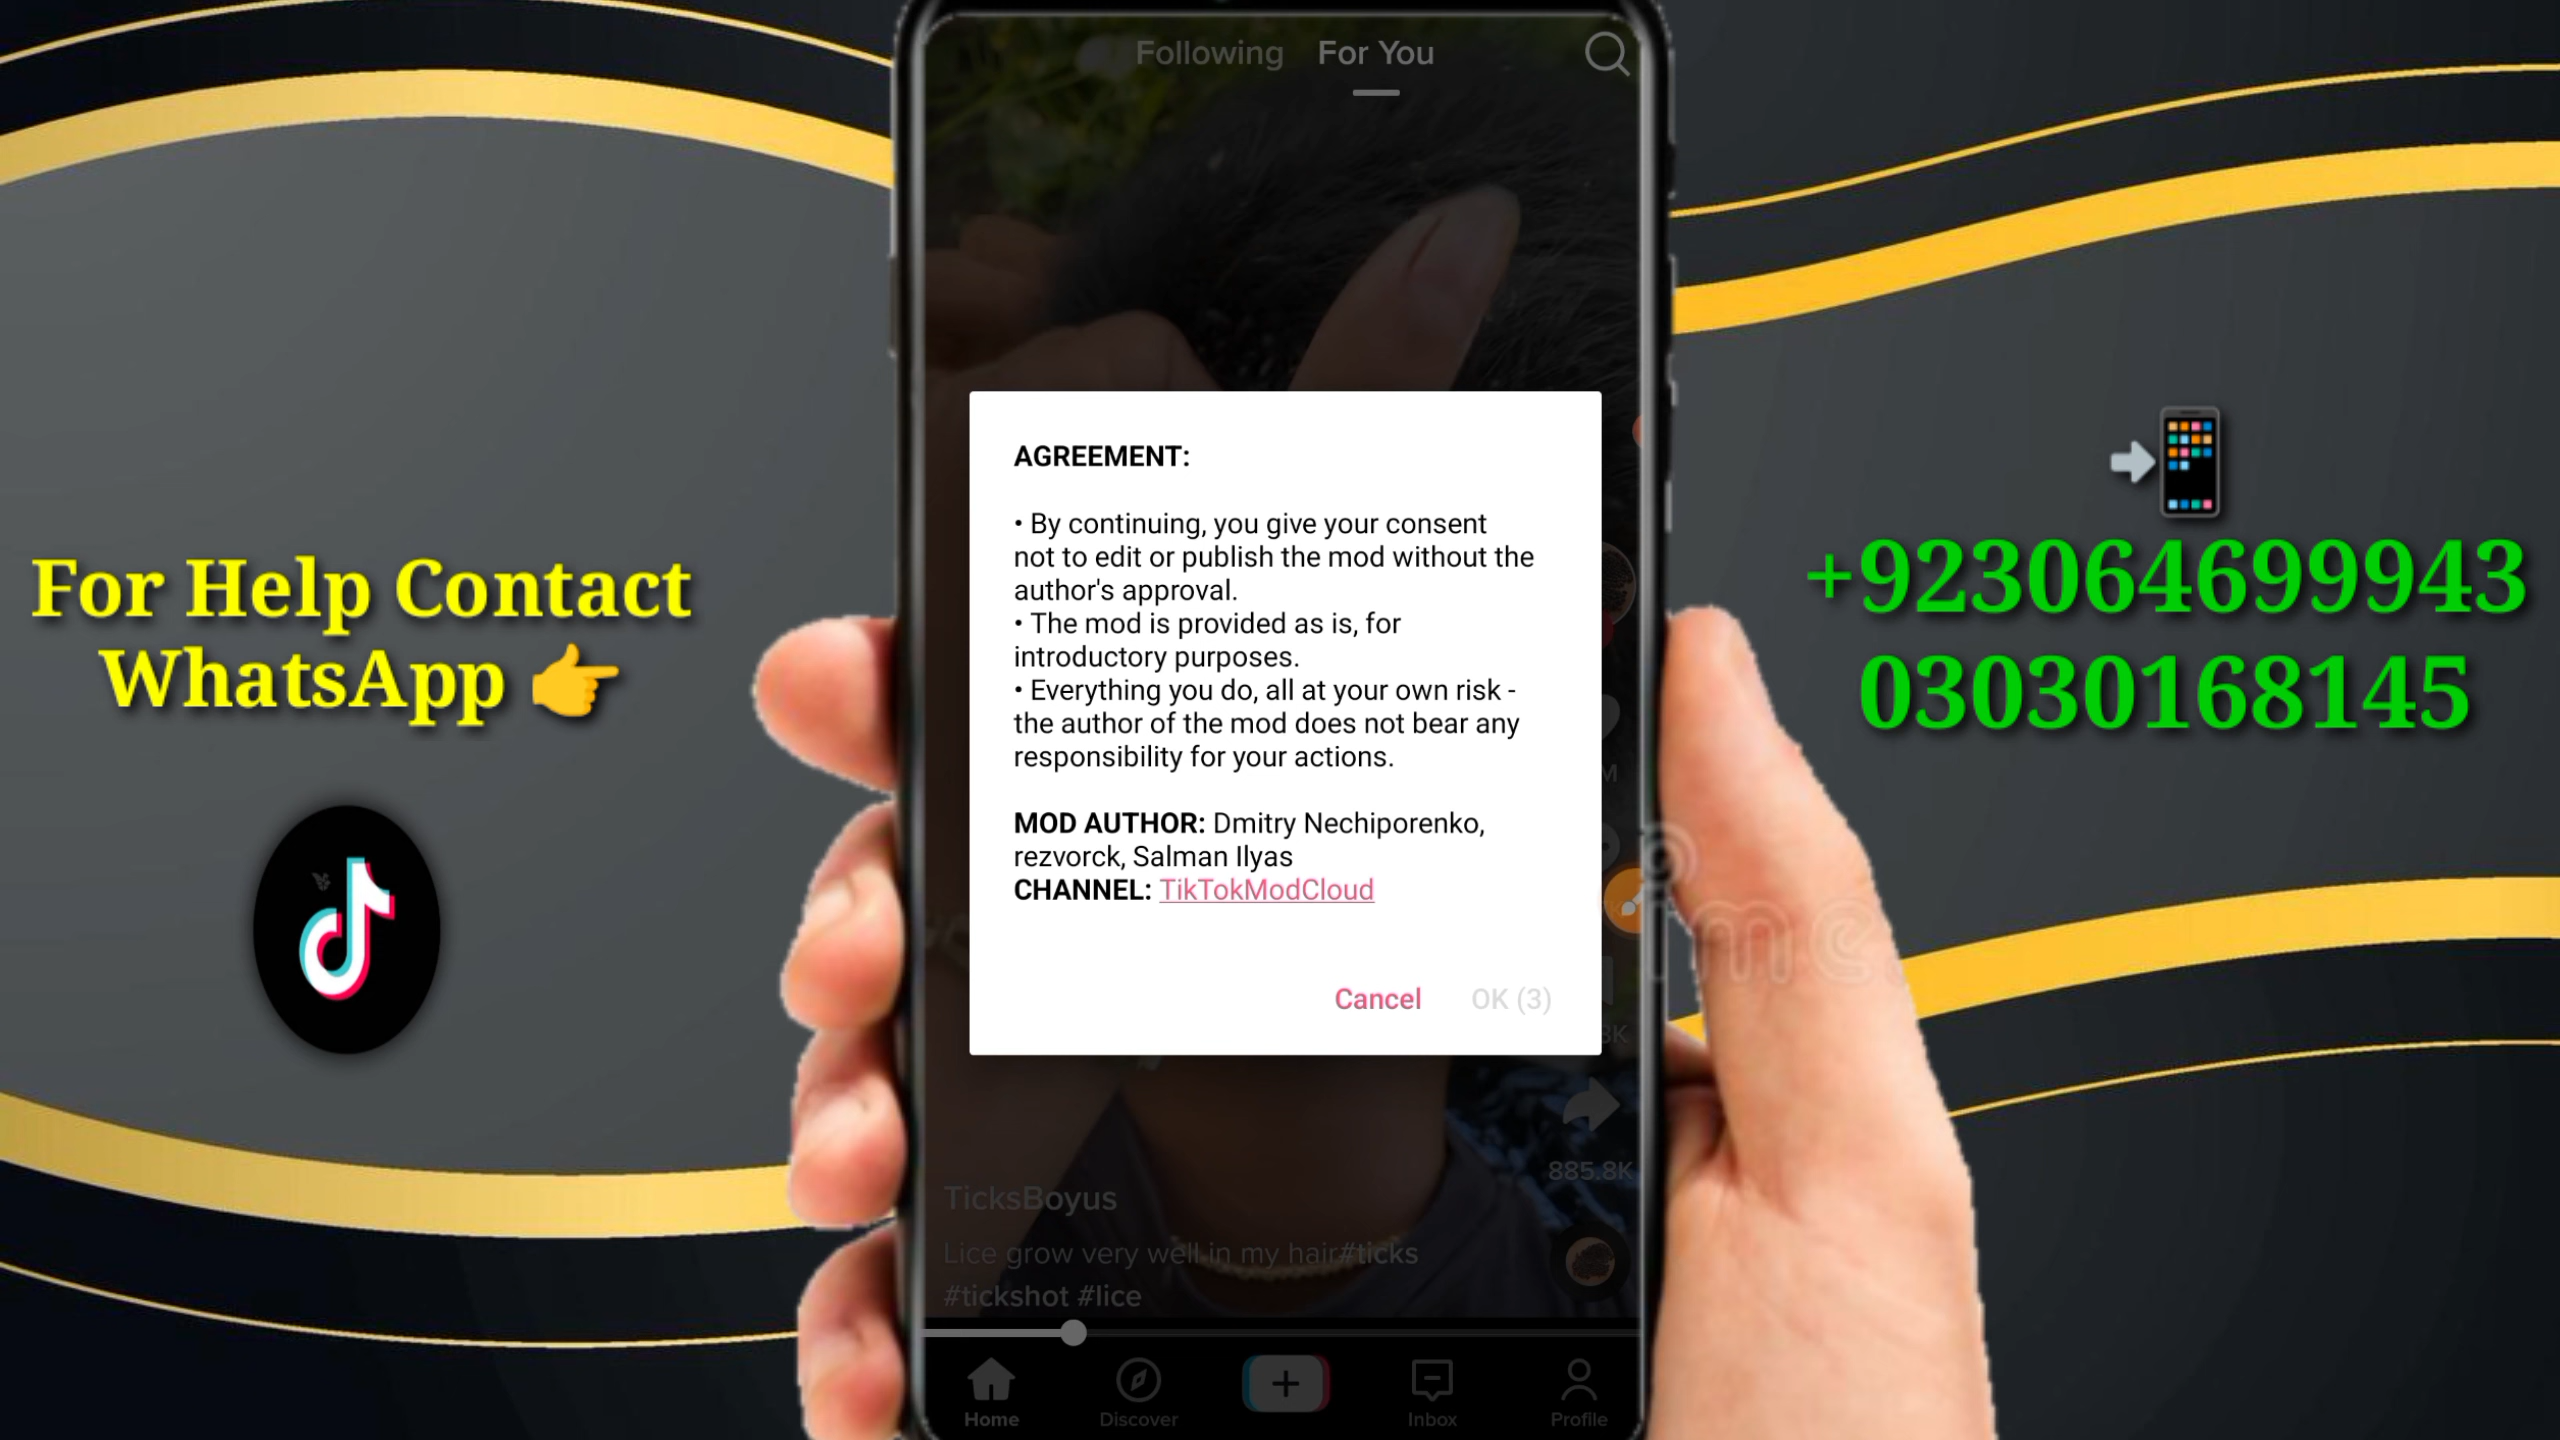 Following For You
AGREEMENT:
• By continuing, you give your consent
not to edit or publish the mod without the
author's approval.
• The mod is provided as is, for
introductory purposes.
• Everything you do, all at your own risk -
the author of the mod does not bear any
responsibility for your actions.
MOD AUTHOR: Dmitry Nechiporenko,
rezvorck, Salman Ilyas
CHANNEL: TikTokModCloud
Cancel OK (3)
For Help Contact
WhatsApp 👉
+923064699943
03030168145
885.8K
TicksBoyus
Lice grow very well in my hair#ticks
#tickshot #lice
Home Discover Inbox Profile